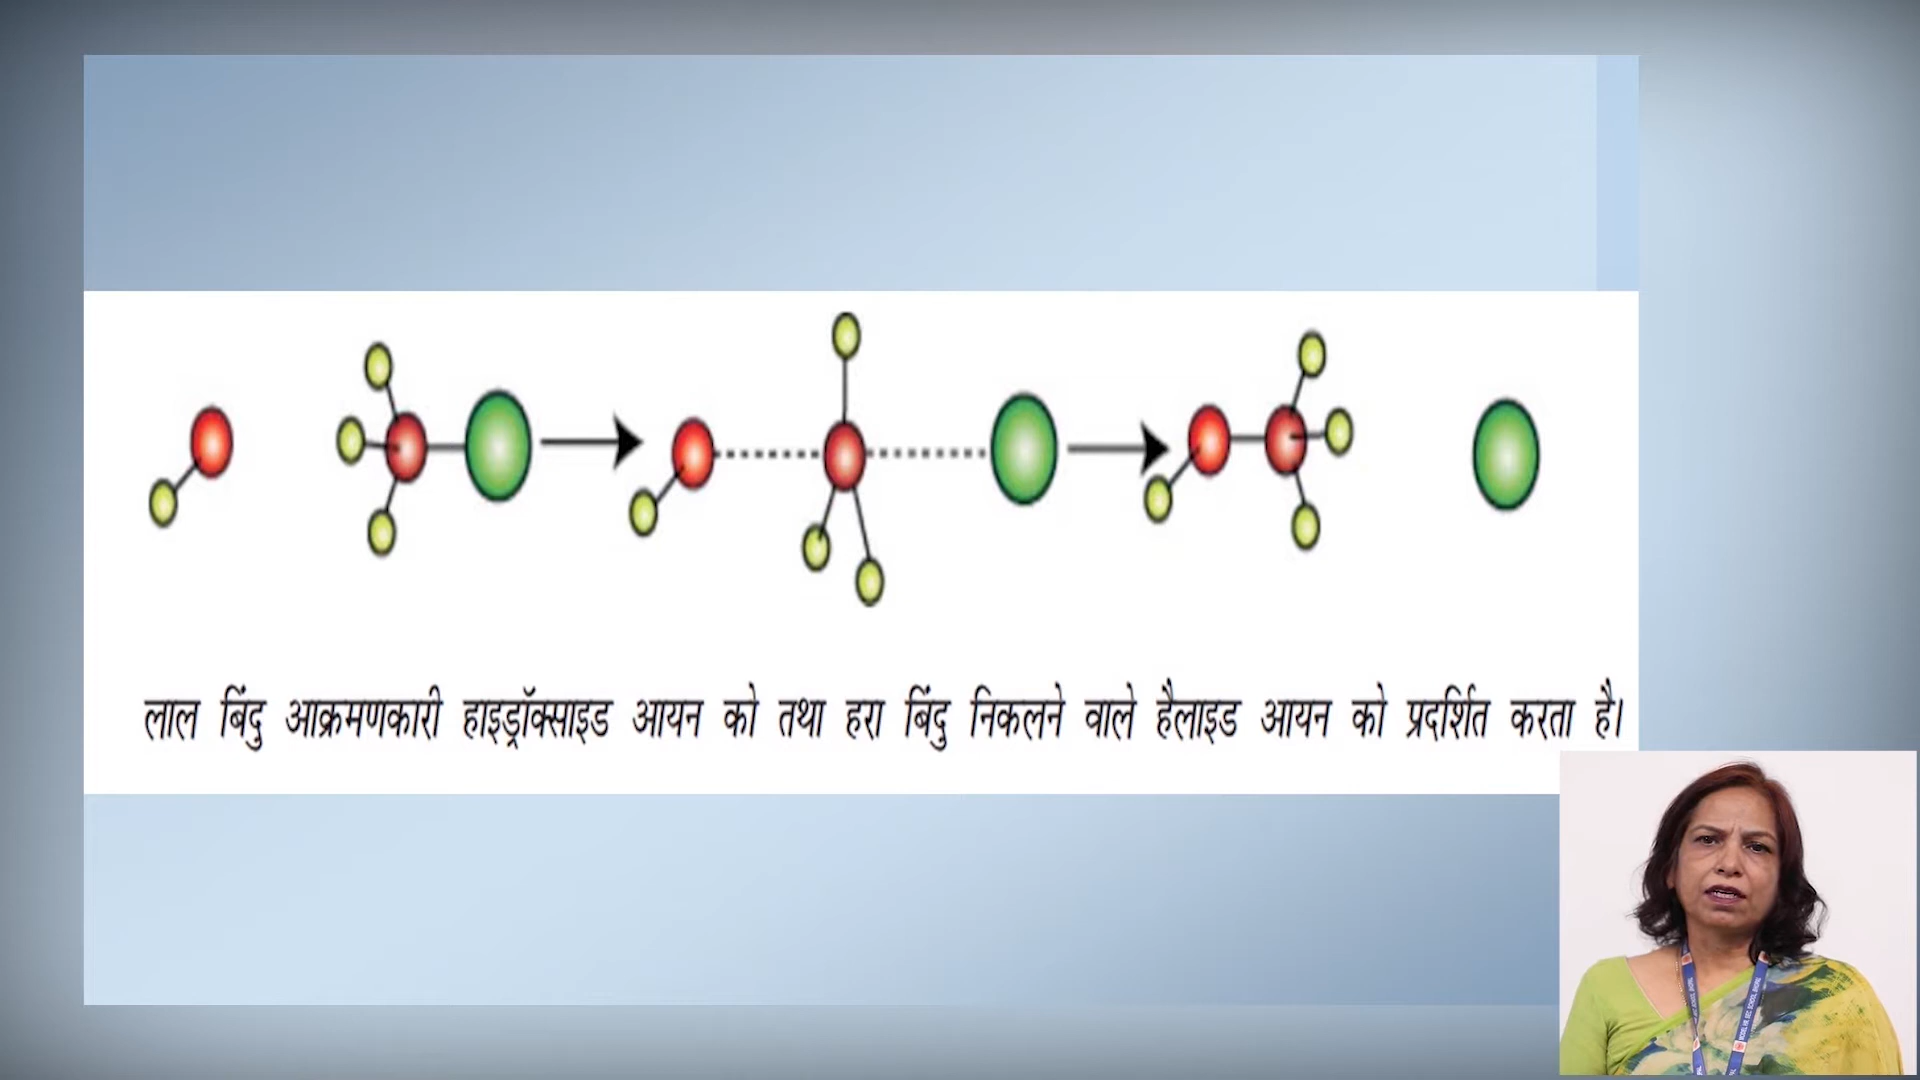 लाल बिंदु आक्रमणकारी हाइड्रॉक्साइड आयन को तथा हरा बिंदु निकलने वाले हैलाइड आयन को प्रदर्शित करता है।